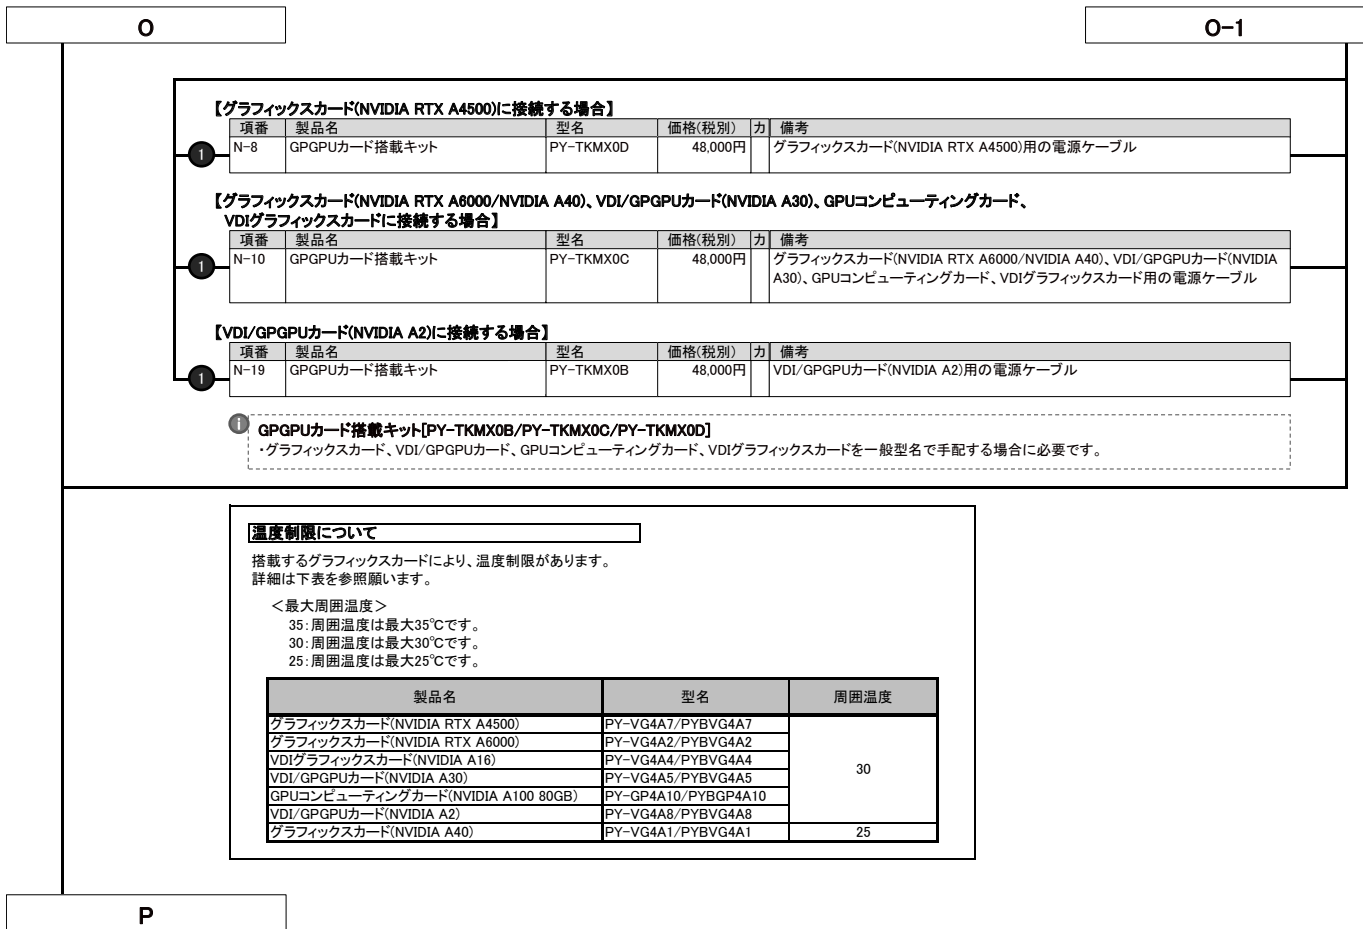 O
O-1
【グラフィックスカード(NVIDIA RTX A4500)に接続する場合】
項番 製品名 型名 価格(税別) カ 備考
1 N-8 GPGPUカード搭載キット PY-TKMX0D 48,000円 グラフィックスカード(NVIDIA RTX A4500)用の電源ケーブル
【グラフィックスカード(NVIDIA RTX A6000/NVIDIA A40)、VDI/GPGPUカード(NVIDIA A30)、GPUコンピューティングカード、
VDIグラフィックスカードに接続する場合】
項番 製品名 型名 価格(税別) カ 備考
1 N-10 GPGPUカード搭載キット PY-TKMX0C 48,000円 グラフィックスカード(NVIDIA RTX A6000/NVIDIA A40)、VDI/GPGPUカード(NVIDIA
A30)、GPUコンピューティングカード、VDIグラフィックスカード用の電源ケーブル
【VDI/GPGPUカード(NVIDIA A2)に接続する場合】
項番 製品名 型名 価格(税別) カ 備考
1 N-19 GPGPUカード搭載キット PY-TKMX0B 48,000円 VDI/GPGPUカード(NVIDIA A2)用の電源ケーブル
i GPGPUカード搭載キット[PY-TKMX0B/PY-TKMX0C/PY-TKMX0D]
・グラフィックスカード、VDI/GPGPUカード、GPUコンピューティングカード、VDIグラフィックスカードを一般型名で手配する場合に必要です。
温度制限について
搭載するグラフィックスカードにより、温度制限があります。
詳細は下表を参照願います。
＜最大周囲温度＞
35:周囲温度は最大35℃です。
30:周囲温度は最大30℃です。
25:周囲温度は最大25℃です。
製品名 型名 周囲温度
グラフィックスカード(NVIDIA RTX A4500) PY-VG4A7/PYBVG4A7
グラフィックスカード(NVIDIA RTX A6000) PY-VG4A2/PYBVG4A2
VDIグラフィックスカード(NVIDIA A16) PY-VG4A4/PYBVG4A4
VDI/GPGPUカード(NVIDIA A30) PY-VG4A5/PYBVG4A5
30
GPUコンピューティングカード(NVIDIA A100 80GB) PY-GP4A10/PYBGP4A10
VDI/GPGPUカード(NVIDIA A2) PY-VG4A8/PYBVG4A8
グラフィックスカード(NVIDIA A40) PY-VG4A1/PYBVG4A1 25
P